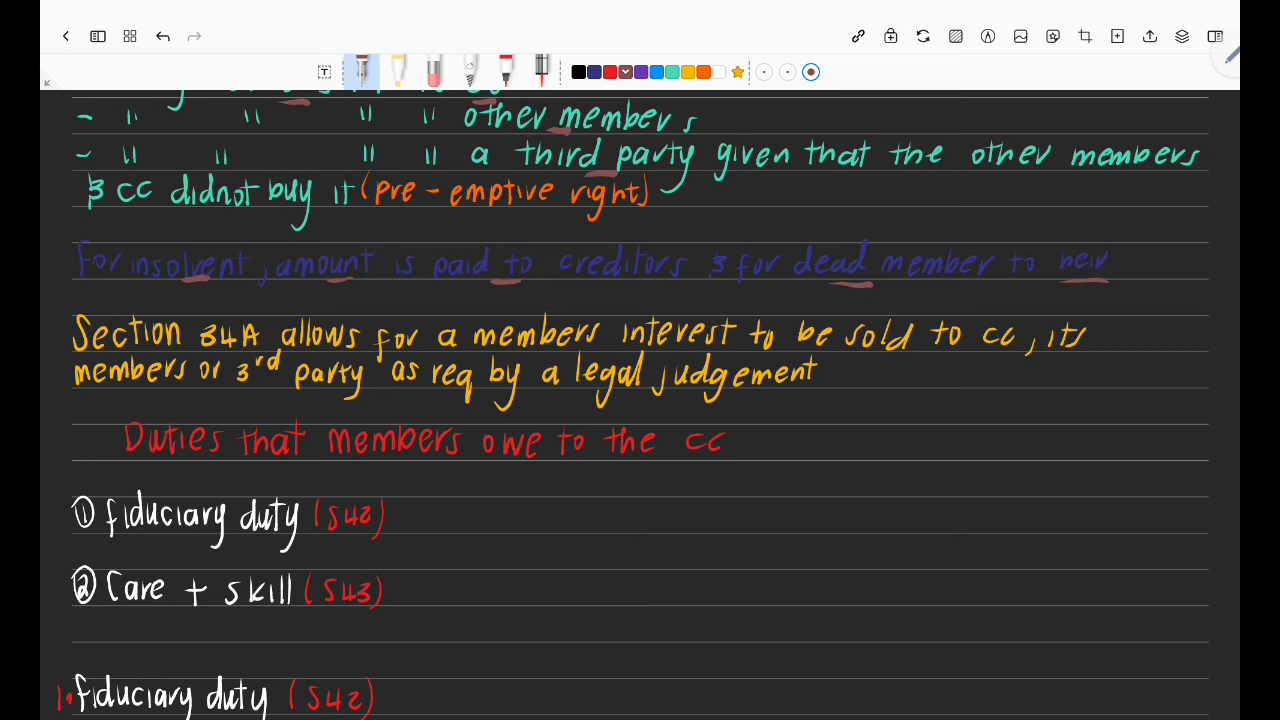 - " " " " other members
- " " " " a third party given that the other members
& CC didnot buy it (pre-emptive right)
For insolvent, amount is paid to creditors & for dead member to heir
Section 34A allows for a members interest to be sold to CC, its
members or 3rd party as req by a legal judgement
Duties that members owe to the CC
① fiduciary duty (S42)
② Care + skill (S43)
1. fiduciary duty (S42)